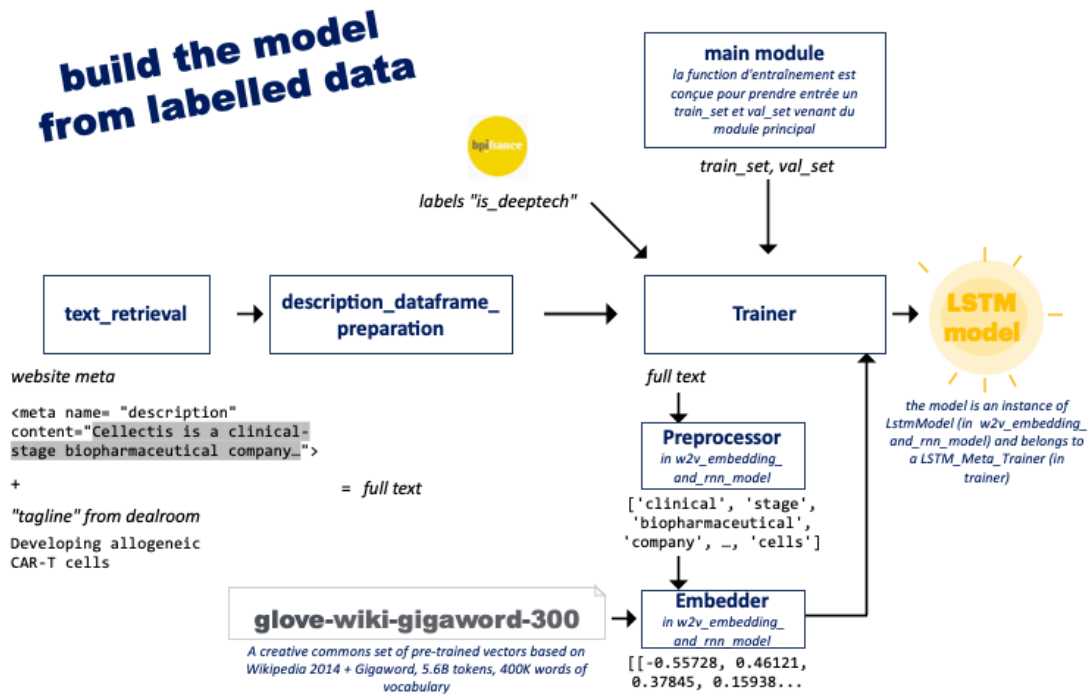 build the model
from labelled data
main module
la function d'entraînement est
conçue pour prendre entrée un
train_set et val_set venant du
module principal
bpifrance
train_set, val_set
labels "is_deeptech"
text_retrieval
description_dataframe_
preparation
Trainer
LSTM
model
website meta
<meta name= "description"
content="Cellectis is a clinical-
stage biopharmaceutical company…">
+
"tagline" from dealroom
Developing allogeneic
CAR-T cells
= full text
full text
Preprocessor
in w2v_embedding_
and_rnn_model
['clinical', 'stage',
'biopharmaceutical',
'company', …, 'cells']
the model is an instance of
LstmModel (in w2v_embedding_
and_rnn_model) and belongs to
a LSTM_Meta_Trainer (in
trainer)
glove-wiki-gigaword-300
A creative commons set of pre-trained vectors based on
Wikipedia 2014 + Gigaword, 5.6B tokens, 400K words of
vocabulary
Embedder
in w2v_embedding_
and_rnn_model
[[-0.55728, 0.46121,
0.37845, 0.15938...